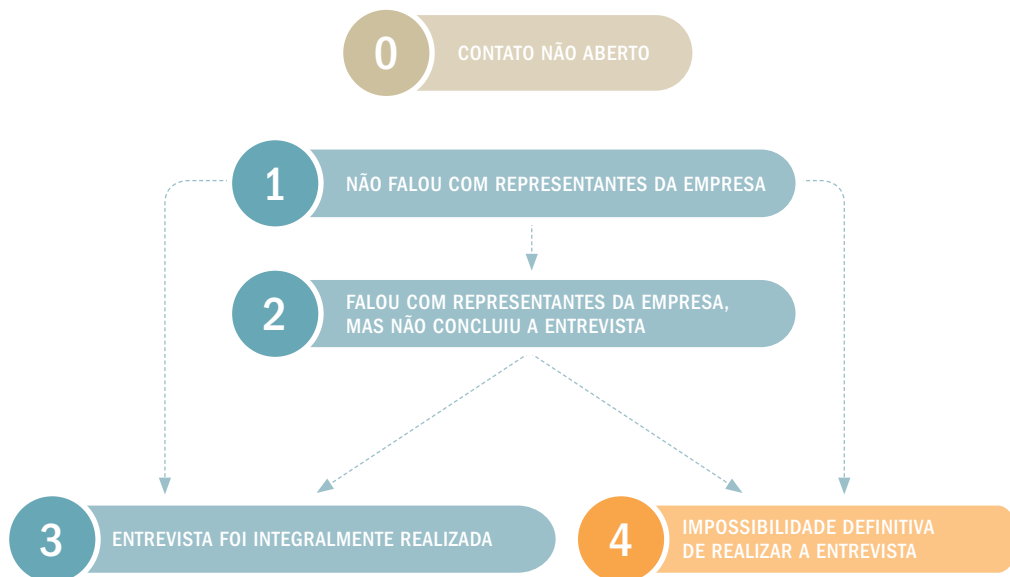 0
CONTATO NÃO ABERTO
1
NÃO FALOU COM REPRESENTANTES DA EMPRESA
2
FALOU COM REPRESENTANTES DA EMPRESA,
MAS NÃO CONCLUIU A ENTREVISTA
3
ENTREVISTA FOI INTEGRALMENTE REALIZADA
4
IMPOSSIBILIDADE DEFINITIVA
DE REALIZAR A ENTREVISTA